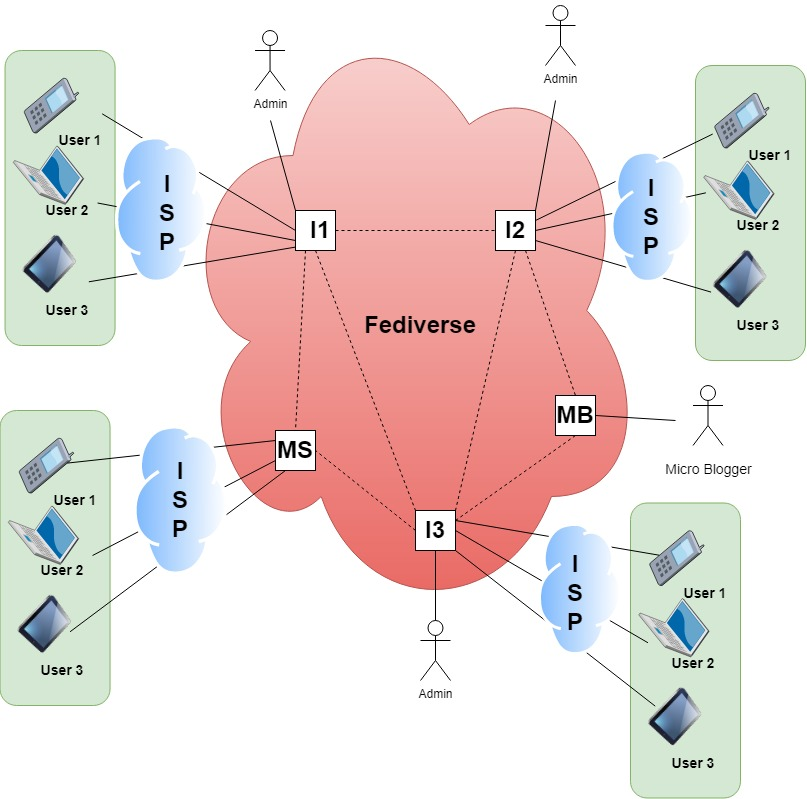 Admin
Admin
User 1
User 2
User 3
I
S
P
I1
I2
I
S
P
User 1
User 2
User 3
Fediverse
MS
MB
Micro Blogger
User 1
User 2
User 3
I
S
P
I3
Admin
I
S
P
User 1
User 2
User 3